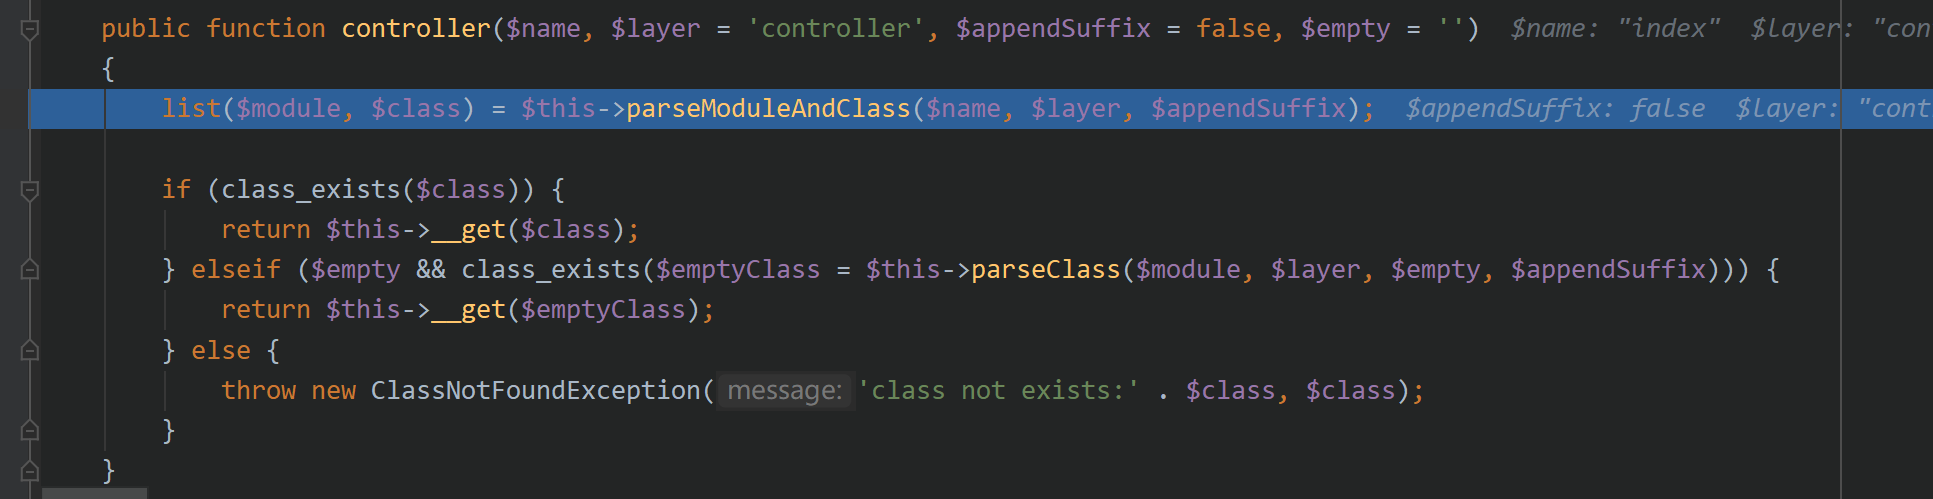 public function controller($name, $layer = 'controller', $appendSuffix = false, $empty = '') $name: "index" $layer: "con
{
list($module, $class) = $this->parseModuleAndClass($name, $layer, $appendSuffix); $appendSuffix: false $layer: "cont
if (class_exists($class)) {
return $this->__get($class);
} elseif ($empty && class_exists($emptyClass = $this->parseClass($module, $layer, $empty, $appendSuffix))) {
return $this->__get($emptyClass);
} else {
throw new ClassNotFoundException( message: 'class not exists:' . $class, $class);
}
}